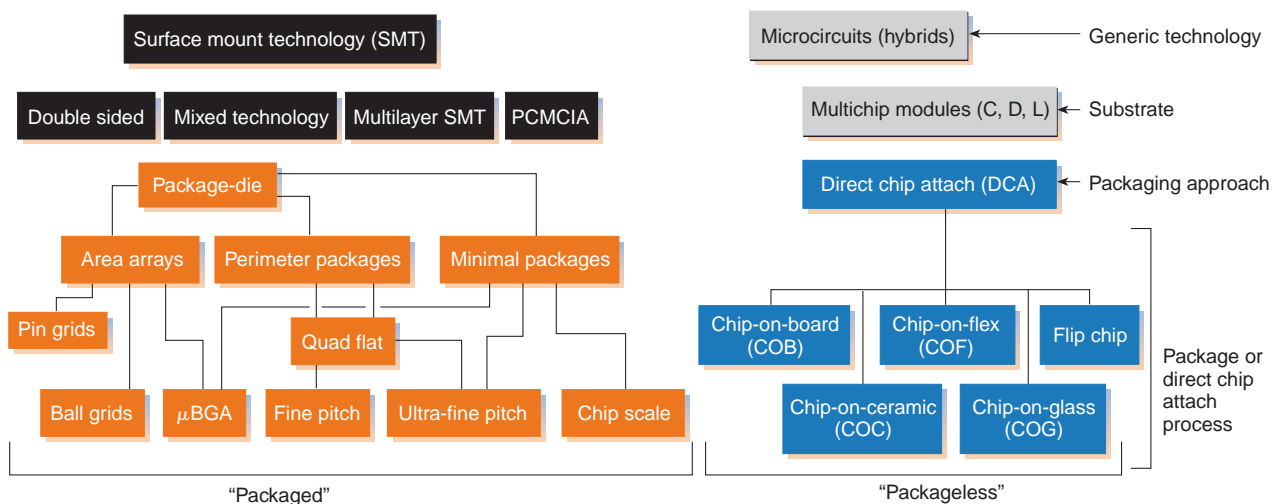 Surface mount technology (SMT)
Microcircuits (hybrids)
Generic technology
Double sided
Mixed technology
Multilayer SMT
PCMCIA
Multichip modules (C, D, L)
Substrate
Package-die
Direct chip attach (DCA)
Packaging approach
Area arrays
Perimeter packages
Minimal packages
Pin grids
Quad flat
Chip-on-board
(COB)
Chip-on-flex
(COF)
Flip chip
Ball grids
μBGA
Fine pitch
Ultra-fine pitch
Chip scale
Chip-on-ceramic
(COC)
Chip-on-glass
(COG)
Package or
direct chip
attach
process
“Packaged”
“Packageless”